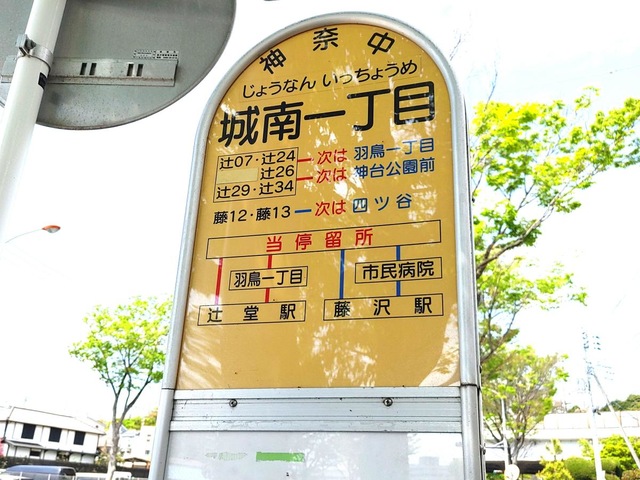 神奈中
じょうなん いっちょうめ
城南一丁目
辻07・辻24 ー次は 羽鳥一丁目
辻26 ー次は 神台公園前
辻29・辻34
藤12・藤13 ー次は 四ツ谷
当停留所
羽鳥一丁目 市民病院
辻堂駅 藤沢駅